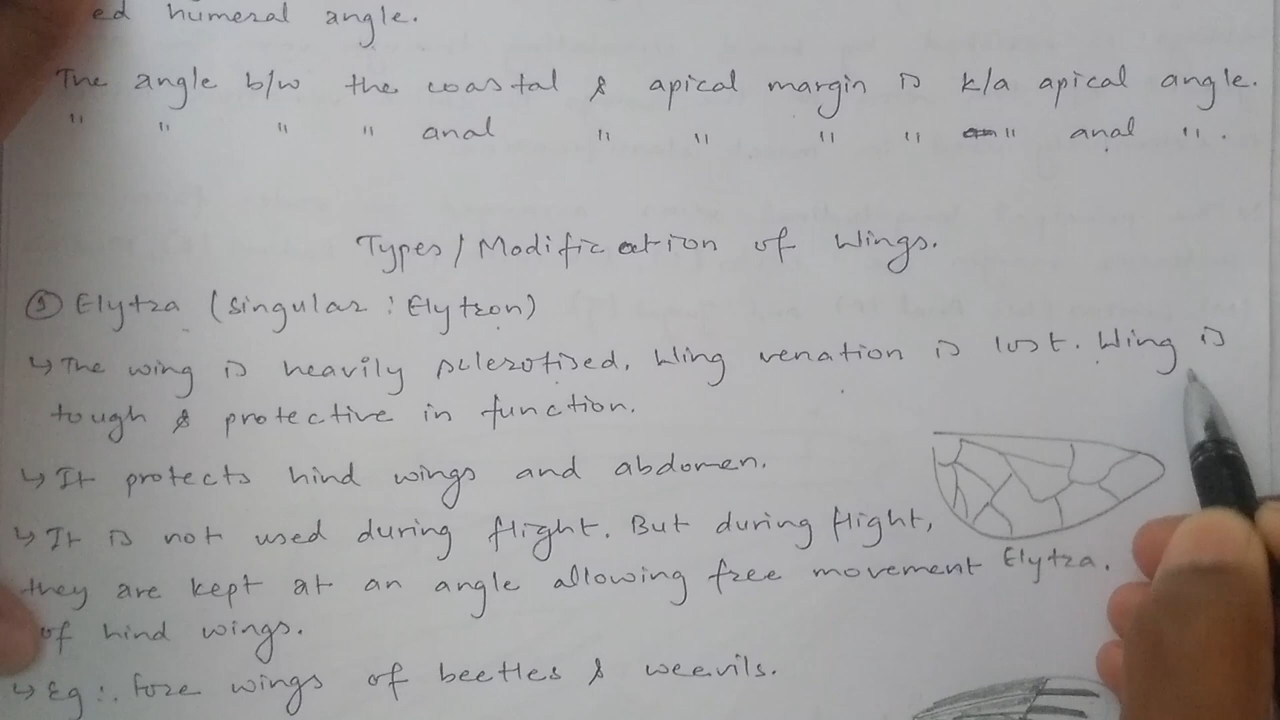 ed humeral angle.
The angle b/w the coastal & apical margin is k/a apical angle.
" " " " anal " " " " " anal " .
Types / Modification of Wings.
① Elytra (singular : Elytron)
↳ The wing is heavily sclerotised. Wing venation is lost. Wing is
tough & protective in function.
↳ It protects hind wings and abdomen.
↳ It is not used during flight. But during flight,
they are kept at an angle allowing free movement
of hind wings.
Elytra.
↳ Eg :. Fore wings of beetles & weevils.